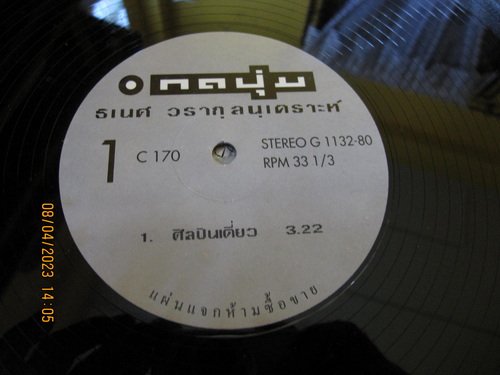 กดปุ่ม
ธเนศ วรากุลนุเคราะห์
1
C 170
STEREO G 1132-80
RPM 33 1/3
1. ศิลปินเดี่ยว 3.22
แผ่นแจกห้ามซื้อขาย
08/04/2023 14:05